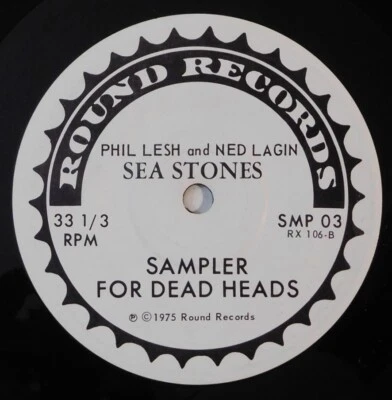 ROUND RECORDS
PHIL LESH and NED LAGIN
SEA STONES
33 1/3
RPM
SMP 03
RX 106-B
SAMPLER
FOR DEAD HEADS
℗ ©1975 Round Records